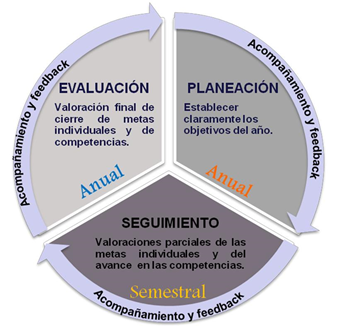 Acompañamiento y feedback
EVALUACIÓN
Valoración final de
cierre de metas
individuales y de
competencias.
Anual
Acompañamiento y feedback
PLANEACIÓN
Establecer
claramente los
objetivos del año.
Anual
SEGUIMIENTO
Valoraciones parciales de las
metas individuales y del
avance en las competencias.
Semestral
Acompañamiento y feedback